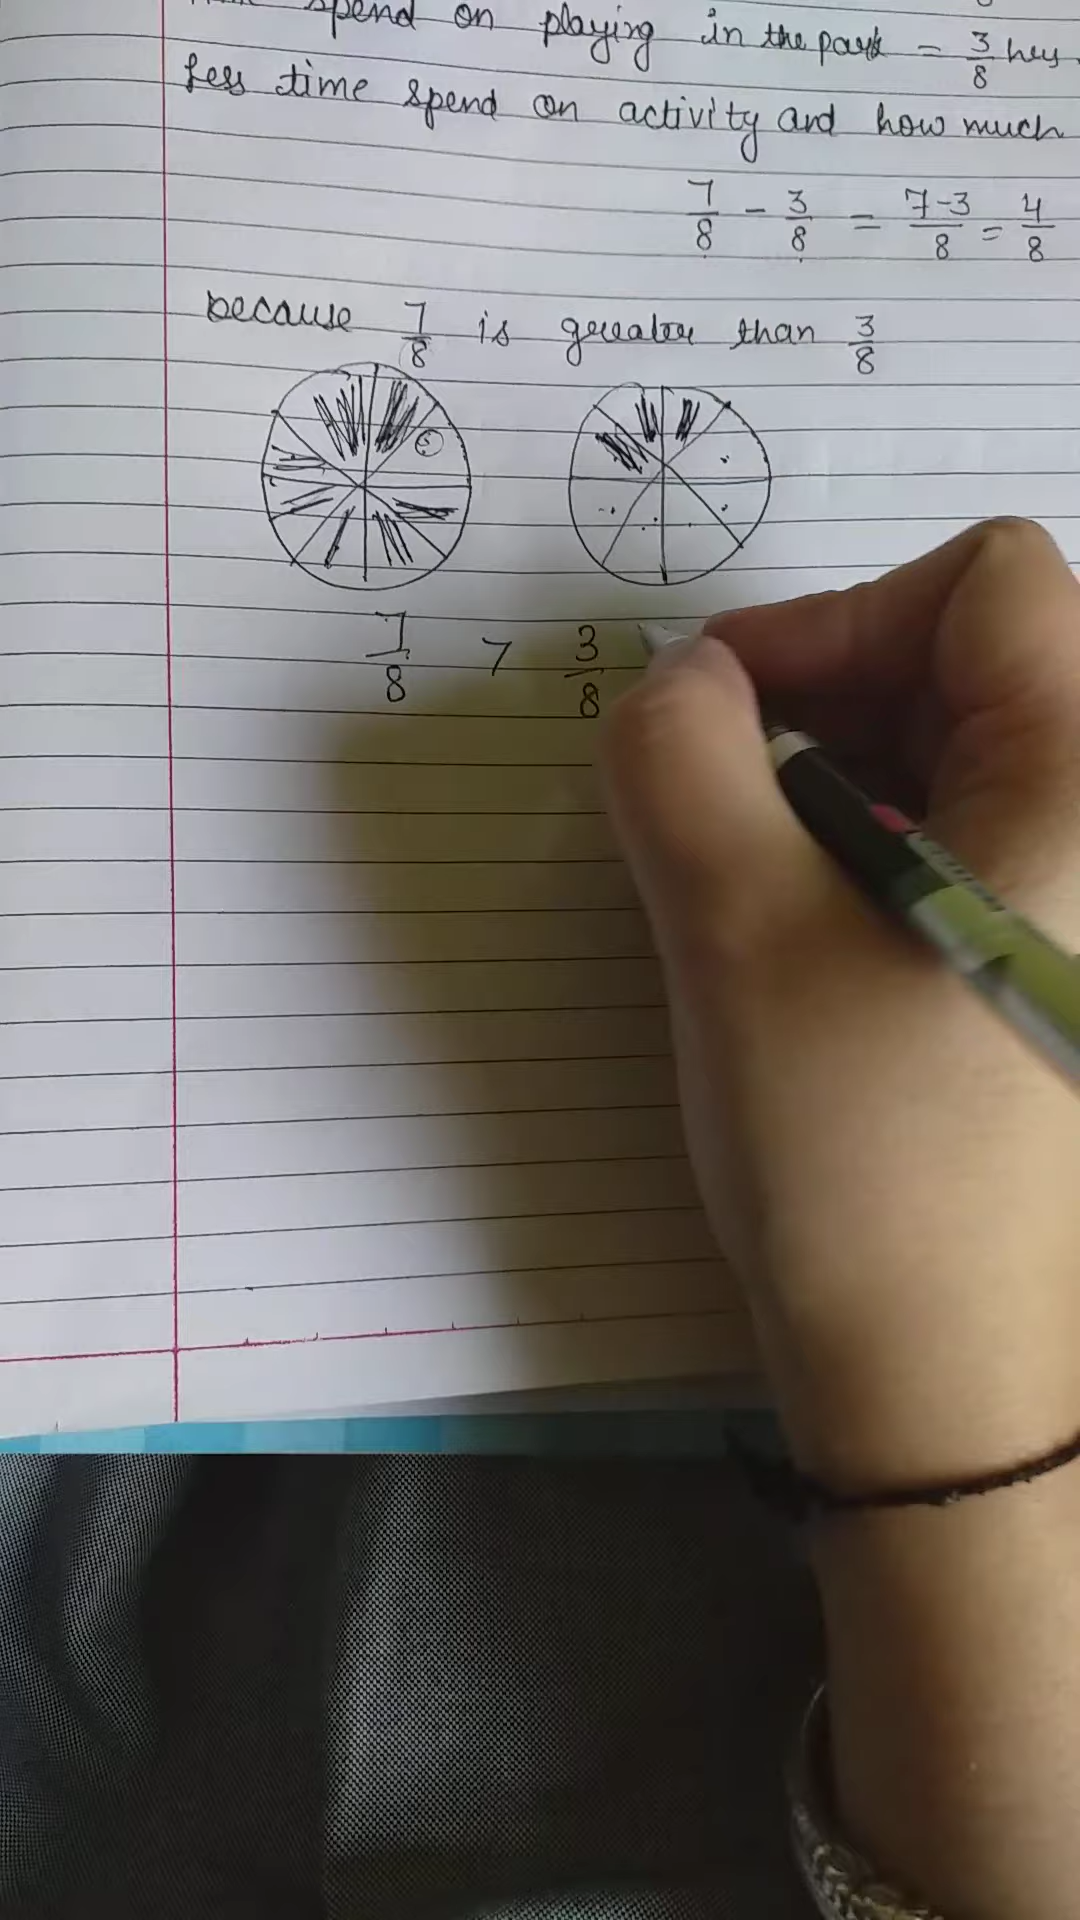 spend on playing in the park = 3/8 hrs.
Less time spend on activity and how much
7/8 - 3/8 = 7-3/8 = 4/8
because 7/8 is greater than 3/8
7/8 > 3/8